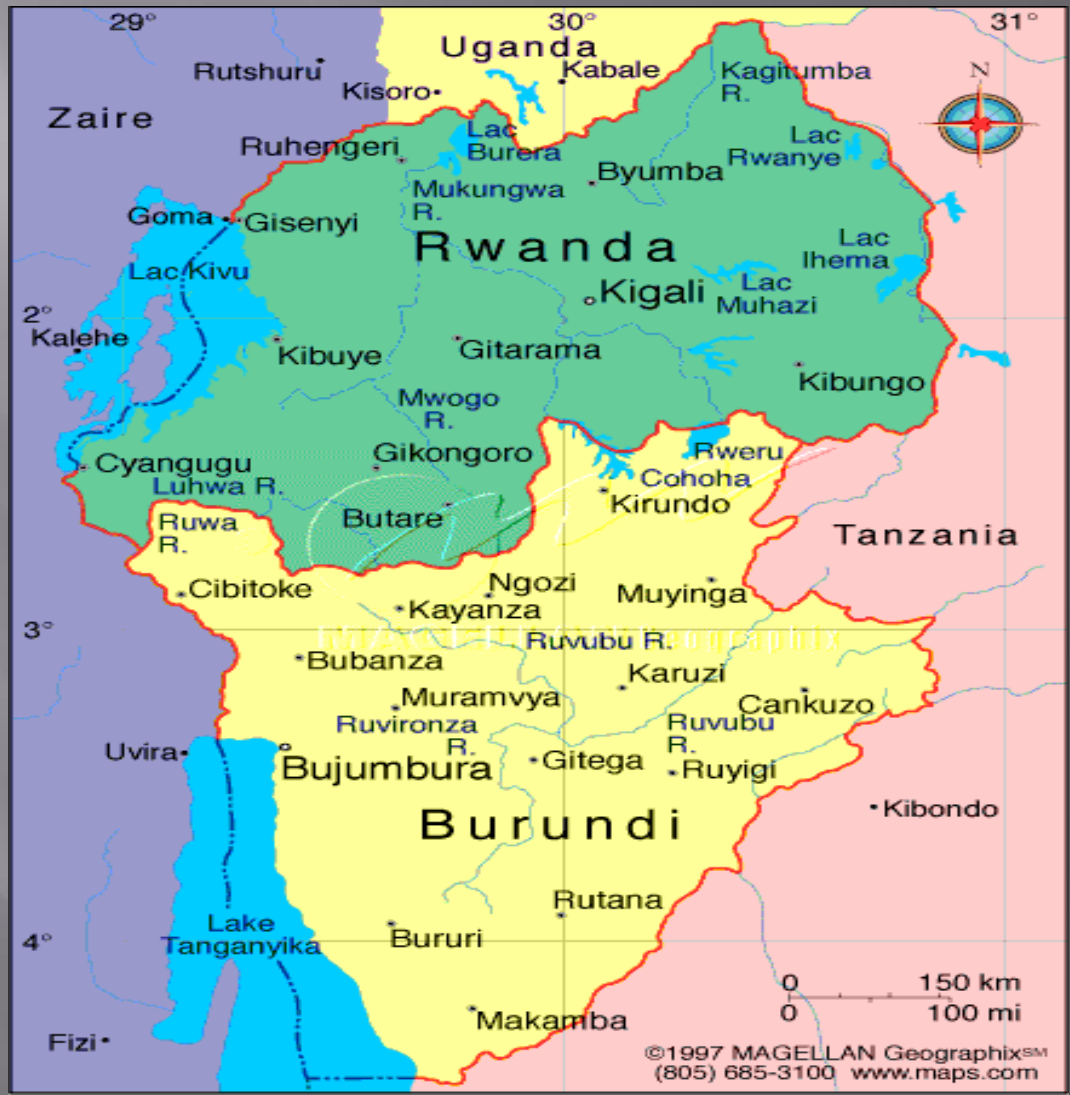 29°
30°
31°
Uganda
Rutshuru
Kabale
Kagitumba
R.
N
Kisoro
Zaire
Lac
Burera
Lac
Rwanye
Ruhengeri
Byumba
Mukungwa
R.
Goma
Gisenyi
Rwanda
Lac
Ihema
Lac Kivu
Kigali
Lac
Muhazi
2°
Kalehe
Kibuye
Gitarama
Kibungo
Mwogo
R.
Gikongoro
Rweru
Cyangugu
Cohoha
Luhwa R.
Kirundo
Butare
Ruwa
R.
Tanzania
Cibitoke
Ngozi
Muyinga
Kayanza
3°
Ruvubu R.
Bubanza
Karuzi
Muramvya
Cankuzo
Ruvironza
R.
Ruvubu
R.
Uvira
Bujumbura
Gitega
Ruyigi
Burundi
Kibondo
Rutana
Lake
Tanganyika
4°
Bururi
0 150 km
0 100 mi
Makamba
Fizi
©1997 MAGELLAN Geographix℠
(805) 685-3100 www.maps.com